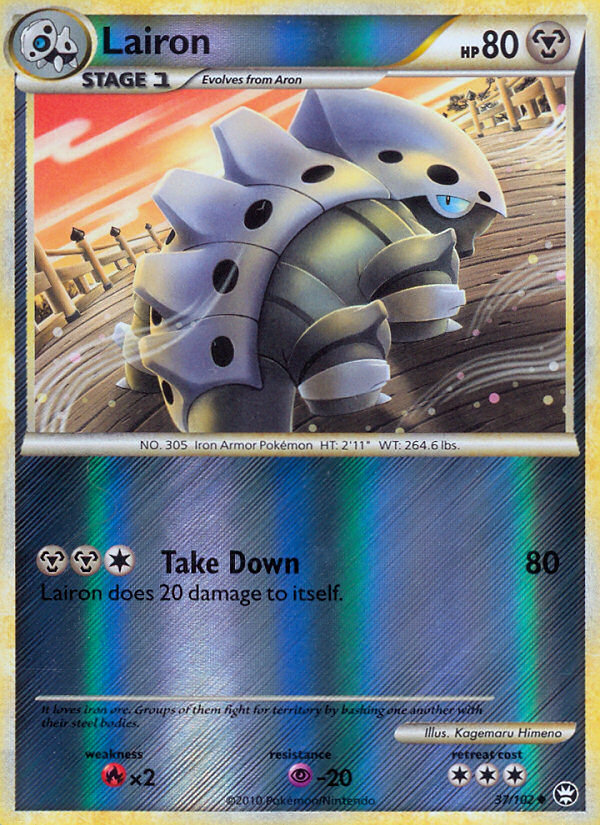 Lairon
HP 80
STAGE 1
Evolves from Aron
NO. 305 Iron Armor Pokémon HT: 2'11" WT: 264.6 lbs.
Take Down 80
Lairon does 20 damage to itself.
It loves iron ore. Groups of them fight for territory by bashing one another with
their steel bodies.
Illus. Kagemaru Himeno
weakness resistance retreat cost
×2 -20
©2010 Pokémon/Nintendo 37/102